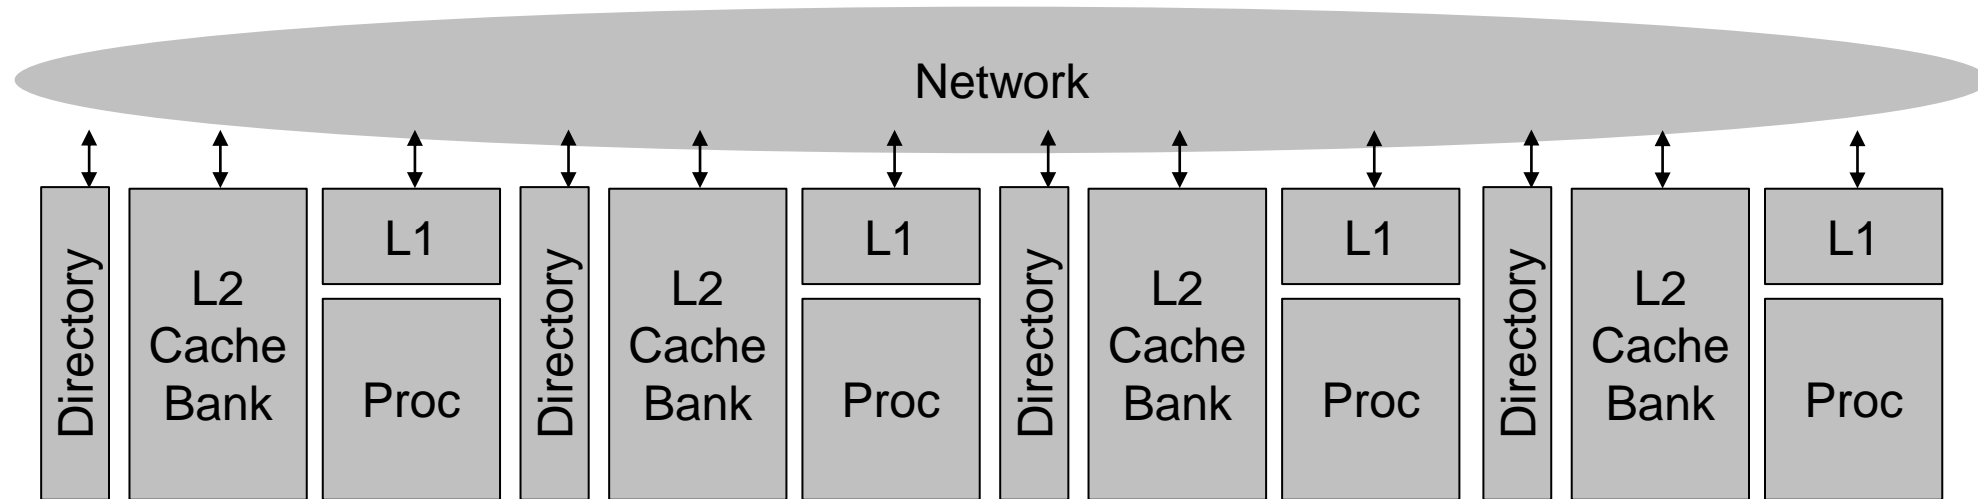 Network
Directory
L2
Cache
Bank
L1
Proc
Directory
L2
Cache
Bank
L1
Proc
Directory
L2
Cache
Bank
L1
Proc
Directory
L2
Cache
Bank
L1
Proc